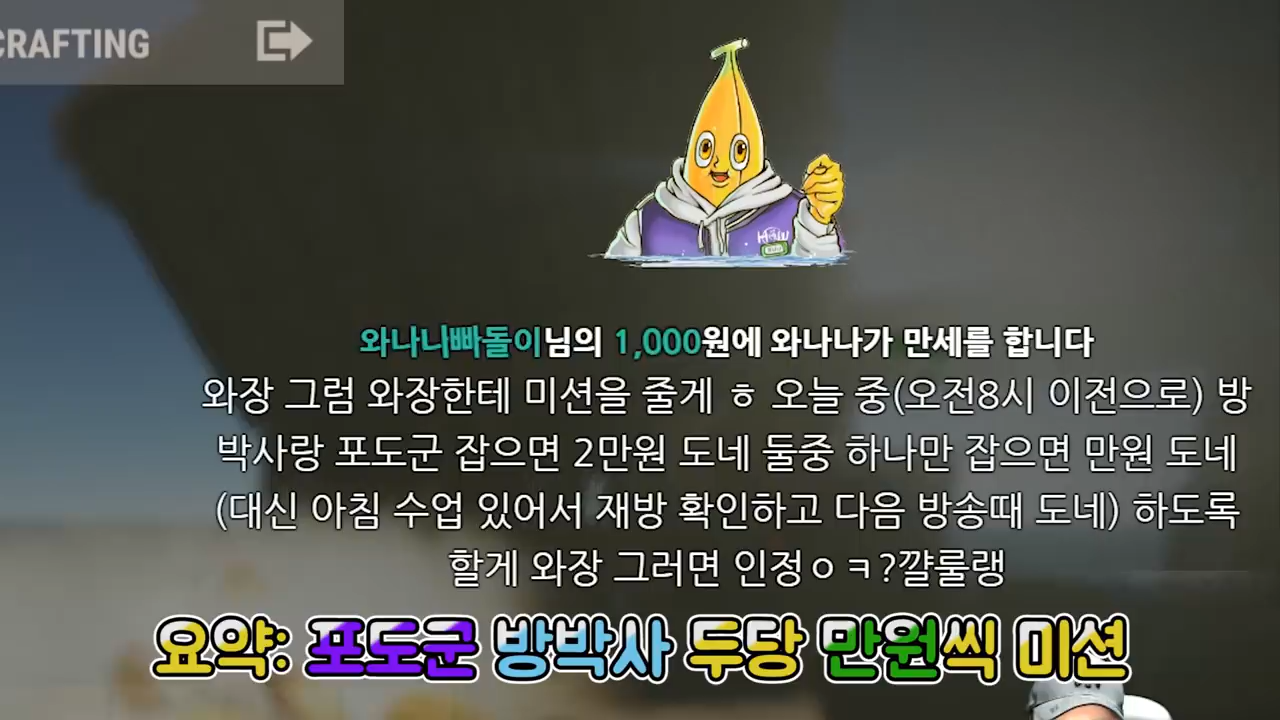 CRAFTING
와나나빠돌이님의 1,000원에 와나나가 만세를 합니다
와장 그럼 와장한테 미션을 줄게 ㅎ 오늘 중(오전8시 이전으로) 방
박사랑 포도군 잡으면 2만원 도네 둘중 하나만 잡으면 만원 도네
(대신 아침 수업 있어서 재방 확인하고 다음 방송때 도네) 하도록
할게 와장 그러면 인정ㅇㅋ?꺌룰랭
요약: 포도군 방박사 두당 만원씩 미션